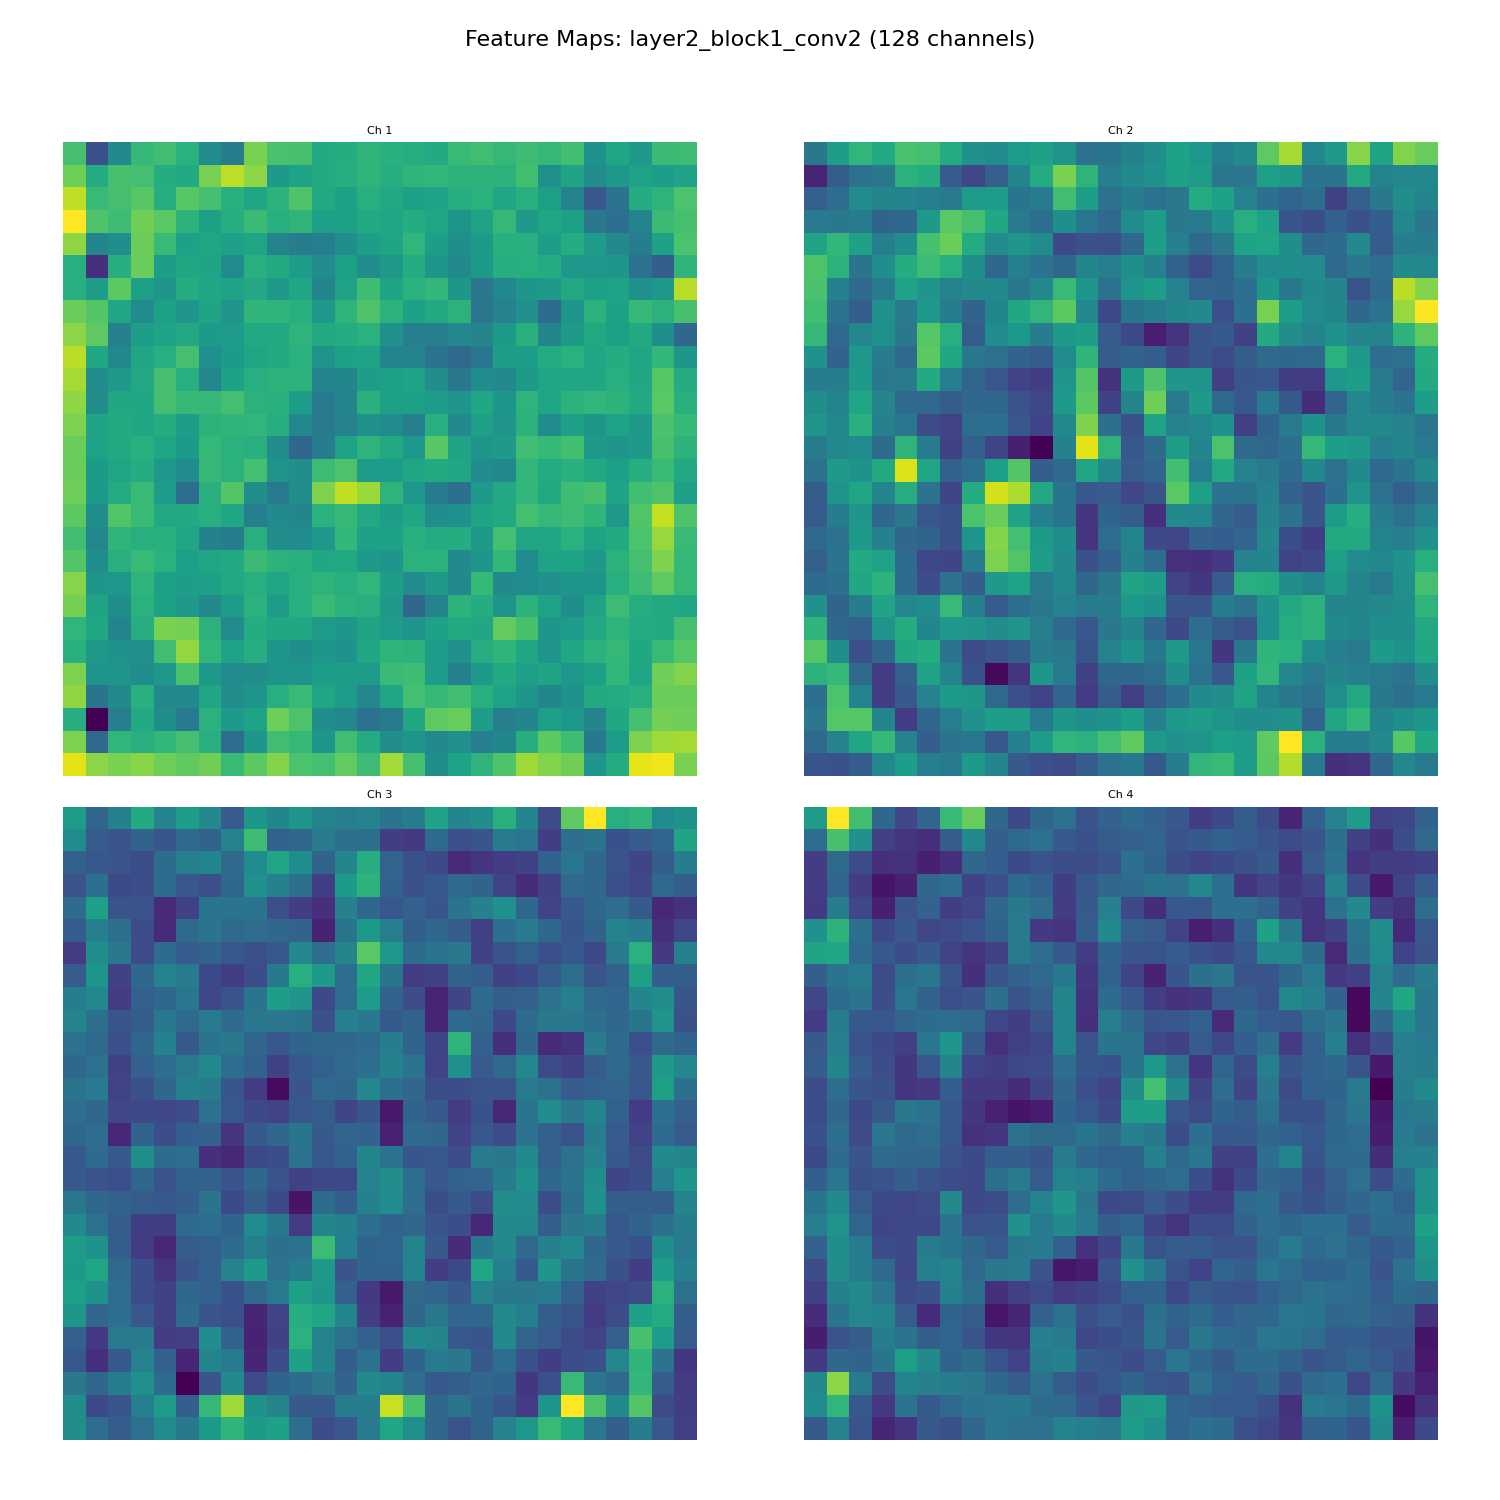 Feature Maps: layer2_block1_conv2 (128 channels)
Ch 1
Ch 2
Ch 3
Ch 4